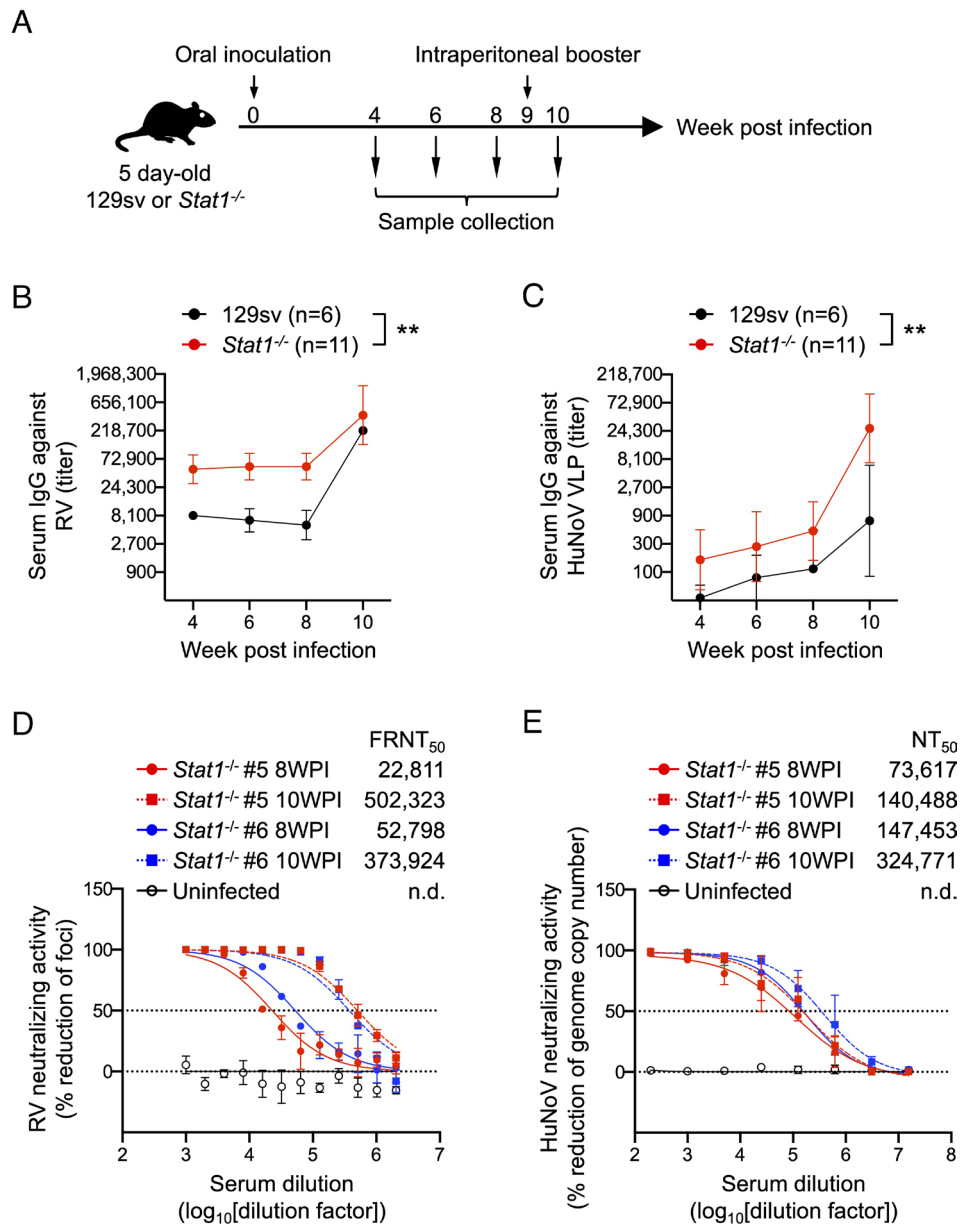 A
Oral inoculation
Intraperitoneal booster
0 4 6 8 9 10
Week post infection
5 day-old
129sv or Stat1-/-
Sample collection
B
129sv (n=6)
Stat1-/- (n=11)
**
1,968,300
656,100
218,700
72,900
24,300
8,100
2,700
900
Serum IgG against
RV (titer)
4 6 8 10
Week post infection
C
129sv (n=6)
Stat1-/- (n=11)
**
218,700
72,900
24,300
8,100
2,700
900
300
100
Serum IgG against
HuNoV VLP (titer)
4 6 8 10
Week post infection
D
FRNT50
Stat1-/- #5 8WPI 22,811
Stat1-/- #5 10WPI 502,323
Stat1-/- #6 8WPI 52,798
Stat1-/- #6 10WPI 373,924
Uninfected n.d.
150
100
50
0
RV neutralizing activity
(% reduction of foci)
2 3 4 5 6 7
Serum dilution
(log10[dilution factor])
E
NT50
Stat1-/- #5 8WPI 73,617
Stat1-/- #5 10WPI 140,488
Stat1-/- #6 8WPI 147,453
Stat1-/- #6 10WPI 324,771
Uninfected n.d.
150
100
50
0
HuNoV neutralizing activity
(% reduction of genome copy number)
2 3 4 5 6 7 8
Serum dilution
(log10[dilution factor])